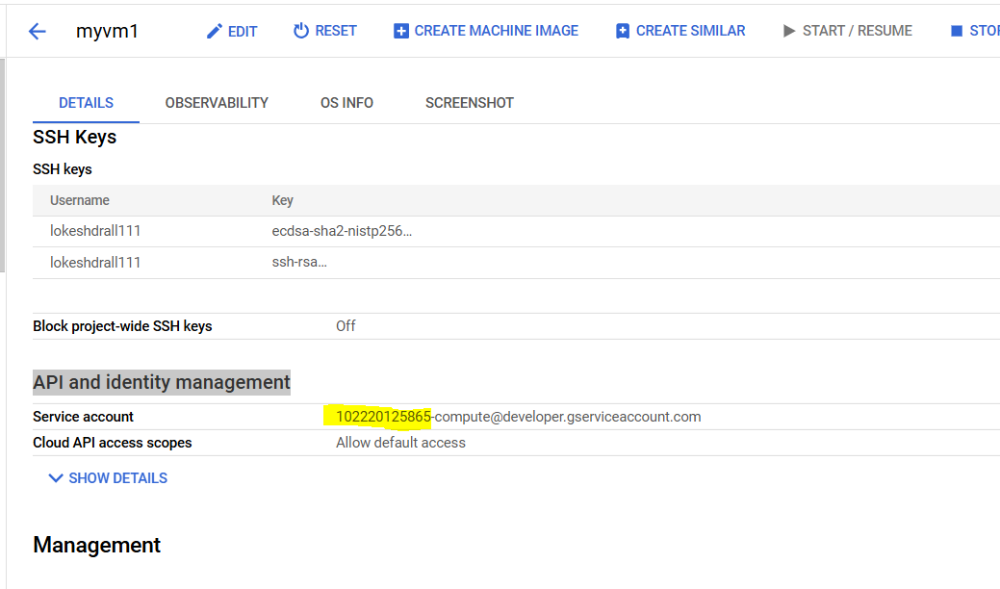 myvm1 EDIT RESET CREATE MACHINE IMAGE CREATE SIMILAR START / RESUME
DETAILS OBSERVABILITY OS INFO SCREENSHOT
SSH Keys
SSH keys
Username Key
lokeshdrall111 ecdsa-sha2-nistp256...
lokeshdrall111 ssh-rsa...
Block project-wide SSH keys Off
API and identity management
Service account 102220125865-compute@developer.gserviceaccount.com
Cloud API access scopes Allow default access
SHOW DETAILS
Management